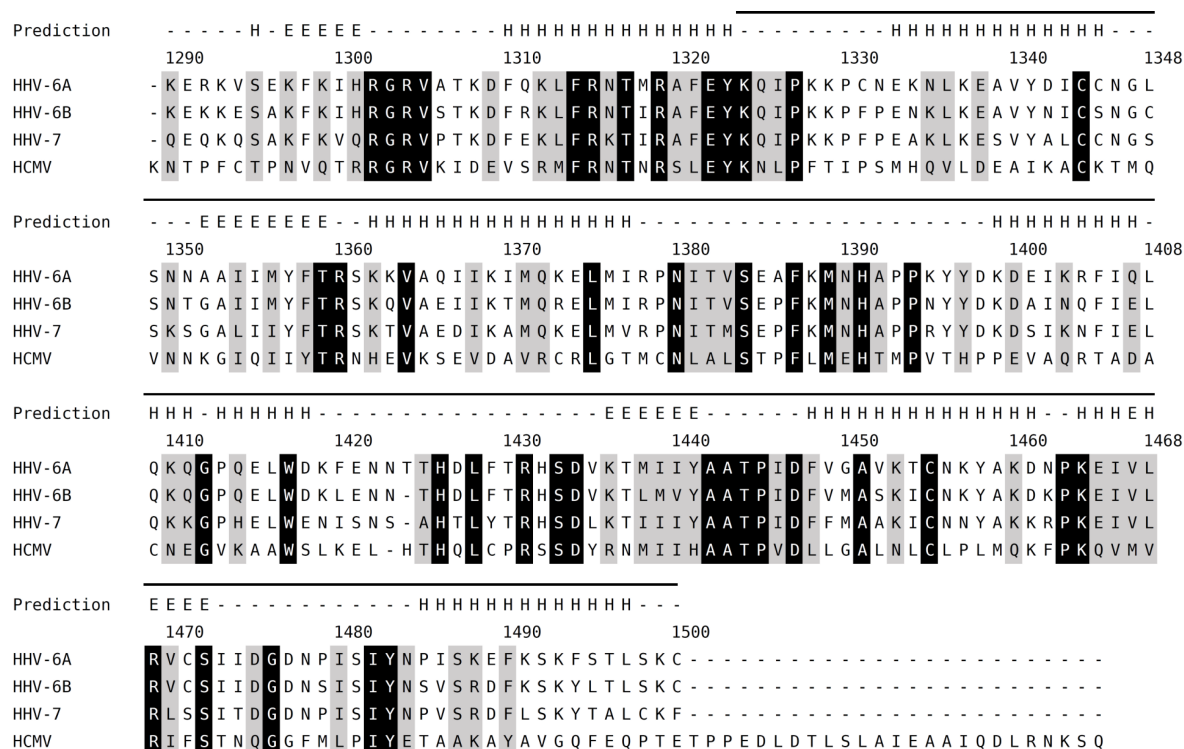 Prediction - - - - - H - E E E E E - - - - - - - - H H H H H H H H H H H H H H - - - - - - - - - H H H H H H H H H H H H H - - -
1290 1300 1310 1320 1330 1340 1348
HHV-6A - K E R K V S E K F K I H R G R V A T K D F Q K L F R N T M R A F E Y K Q I P K K P C N E K N L K E A V Y D I C C N G L
HHV-6B - K E K K E S A K F K I H R G R V S T K D F R K L F R N T I R A F E Y K Q I P K K P F P E N K L K E A V Y N I C S N G C
HHV-7 - Q E Q K Q S A K F K V Q R G R V P T K D F E K L F R K T I R A F E Y K Q I P K K P F P E A K L K E S V Y A L C C N G S
HCMV K N T P F C T P N V Q T R R G R V K I D E V S R M F R N T N R S L E Y K N L P F T I P S M H Q V L D E A I K A C K T M Q
Prediction - - - E E E E E E E E - - H H H H H H H H H H H H H H H H - - - - - - - - - - - - - - - - - - - - - H H H H H H H H H -
1350 1360 1370 1380 1390 1400 1408
HHV-6A S N N A A I I M Y F T R S K K V A Q I I K I M Q K E L M I R P N I T V S E A F K M N H A P P K Y Y D K D E I K R F I Q L
HHV-6B S N T G A I I M Y F T R S K Q V A E I I K T M Q R E L M I R P N I T V S E P F K M N H A P P N Y Y D K D A I N Q F I E L
HHV-7 S K S G A L I I Y F T R S K T V A E D I K A M Q K E L M V R P N I T M S E P F K M N H A P P R Y Y D K D S I K N F I E L
HCMV V N N K G I Q I I Y T R N H E V K S E V D A V R C R L G T M C N L A L S T P F L M E H T M P V T H P P E V A Q R T A D A
Prediction H H H - H H H H H H - - - - - - - - - - - - - - - - - E E E E E E - - - - - - H H H H H H H H H H H H H H - - H H H E H
1410 1420 1430 1440 1450 1460 1468
HHV-6A Q K Q G P Q E L W D K F E N N T T H D L F T R H S D V K T M I I Y A A T P I D F V G A V K T C N K Y A K D N P K E I V L
HHV-6B Q K Q G P Q E L W D K L E N N - T H D L F T R H S D V K T L M V Y A A T P I D F V M A S K I C N K Y A K D K P K E I V L
HHV-7 Q K K G P H E L W E N I S N S - A H T L Y T R H S D L K T I I I Y A A T P I D F F M A A K I C N N Y A K K R P K E I V L
HCMV C N E G V K A A W S L K E L - H T H Q L C P R S S D Y R N M I I H A A T P V D L L G A L N L C L P L M Q K F P K Q V M V
Prediction E E E E - - - - - - - - - - - - H H H H H H H H H H H H H - - -
1470 1480 1490 1500
HHV-6A R V C S I I D G D N P I S I Y N P I S K E F K S K F S T L S K C - - - - - - - - - - - - - - - - - - - - - - - - -
HHV-6B R V C S I I D G D N S I S I Y N S V S R D F K S K Y L T L S K C - - - - - - - - - - - - - - - - - - - - - - - - -
HHV-7 R L S S I T D G D N P I S I Y N P V S R D F L S K Y T A L C K F - - - - - - - - - - - - - - - - - - - - - - - - -
HCMV R I F S T N Q G G F M L P I Y E T A A K A Y A V G Q F E Q P T E T P P E D L D T L S L A I E A A I Q D L R N K S Q